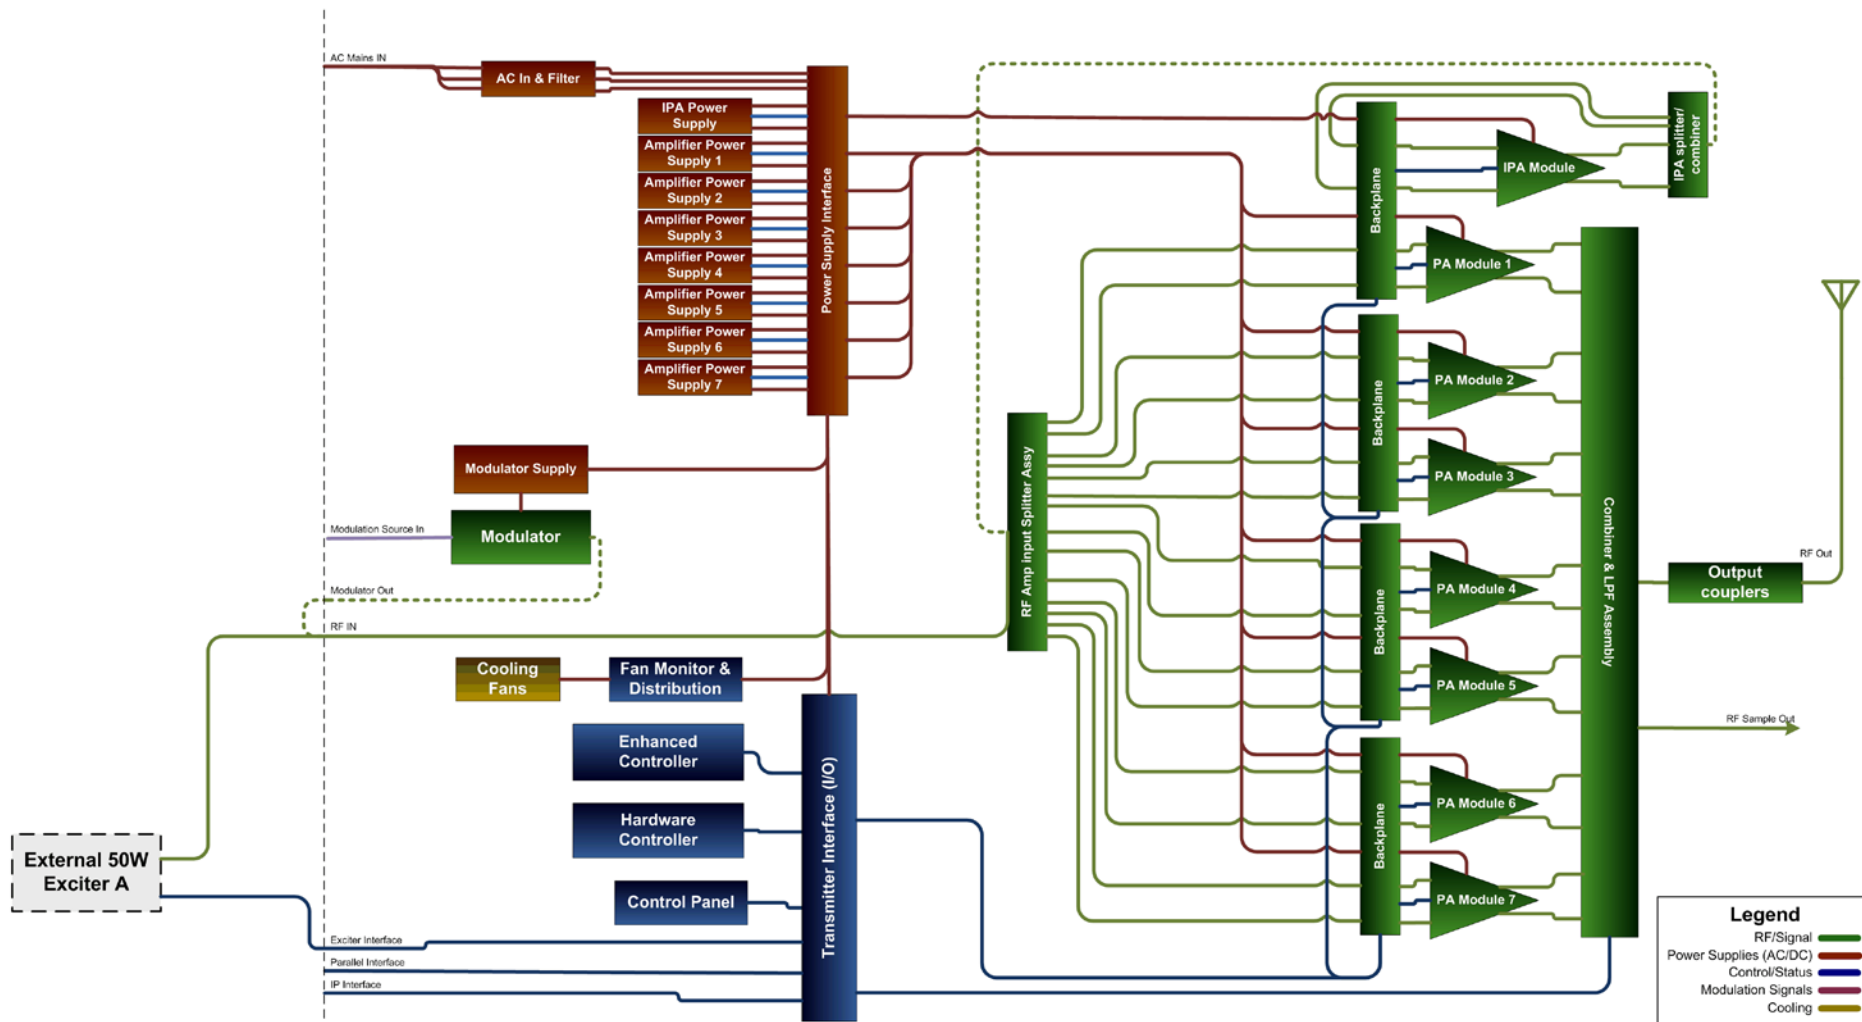 AC Mains IN
AC In & Filter
IPA Power
Supply
Amplifier Power
Supply 1
Amplifier Power
Supply 2
Amplifier Power
Supply 3
Amplifier Power
Supply 4
Amplifier Power
Supply 5
Amplifier Power
Supply 6
Amplifier Power
Supply 7
Power Supply Interface
Modulator Supply
Modulation Source In
Modulator
Modulator Out
RF IN
Cooling
Fans
Fan Monitor &
Distribution
Enhanced
Controller
Hardware
Controller
Control Panel
Transmitter Interface (I/O)
External 50W
Exciter A
Exciter Interface
Parallel Interface
IP Interface
RF Amp input Splitter Assy
Backplane
IPA Module
IPA splitter/
combiner
PA Module 1
Backplane
PA Module 2
PA Module 3
Backplane
PA Module 4
PA Module 5
Backplane
PA Module 6
PA Module 7
Combiner & LPF Assembly
Output
couplers
RF Out
RF Sample Out
Legend
RF/Signal
Power Supplies (AC/DC)
Control/Status
Modulation Signals
Cooling